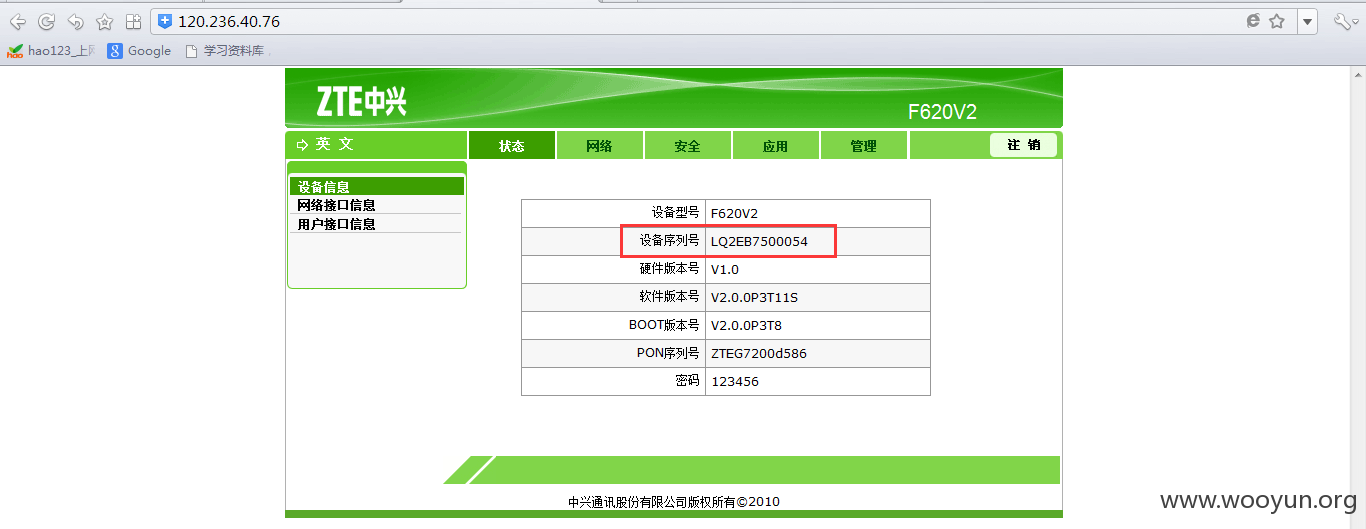 120.236.40.76
hao123_上网
Google
学习资料库
ZTE中兴
F620V2
英 文
状态
网络
安全
应用
管理
注 销
设备信息
网络接口信息
用户接口信息
设备型号 F620V2
设备序列号 LQ2EB7500054
硬件版本号 V1.0
软件版本号 V2.0.0P3T11S
BOOT版本号 V2.0.0P3T8
PON序列号 ZTEG7200d586
密码 123456
中兴通讯股份有限公司版权所有©2010
www.wooyun.org